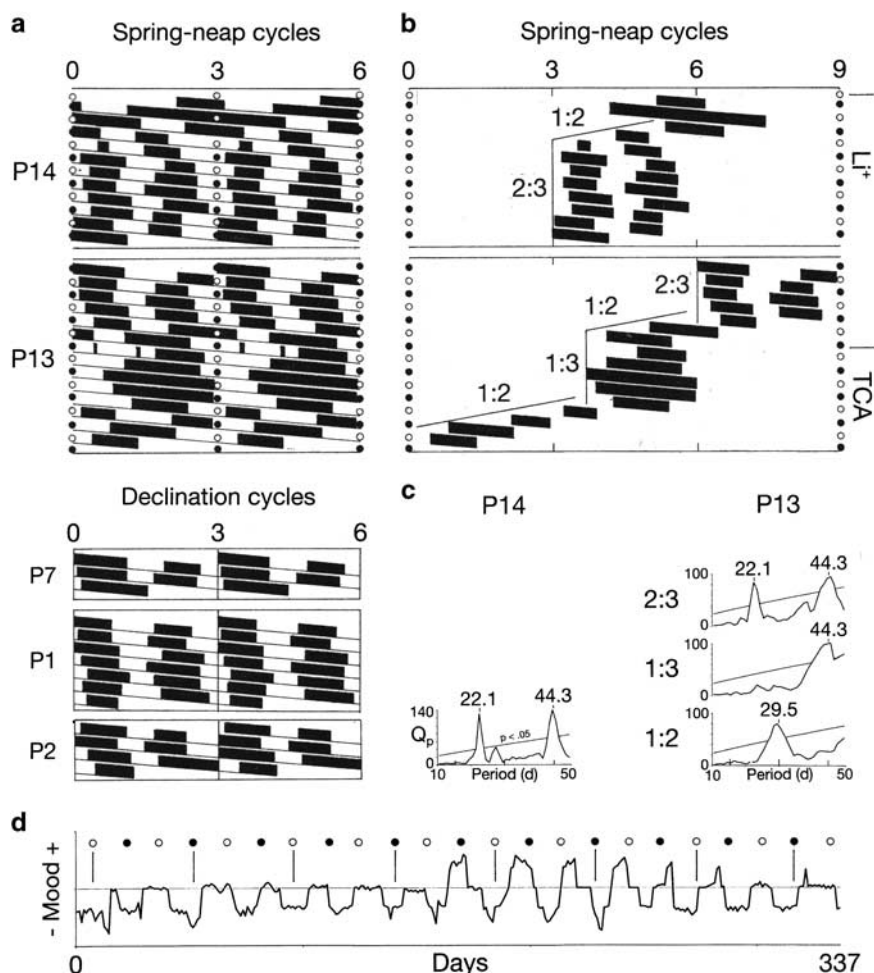 a
Spring-neap cycles
0 3 6
P14
P13
b
Spring-neap cycles
0 3 6 9
1:2
2:3
Li+
2:3
1:2
1:3
1:2
TCA
Declination cycles
0 3 6
P7
P1
P2
c
P14 P13
100 22.1 44.3
2:3
0
100 44.3
1:3
0
22.1 44.3
140
Qp
p < .05
0
10 Period (d) 50
29.5
100
1:2
0
10 Period (d) 50
d
- Mood +
0 Days 337